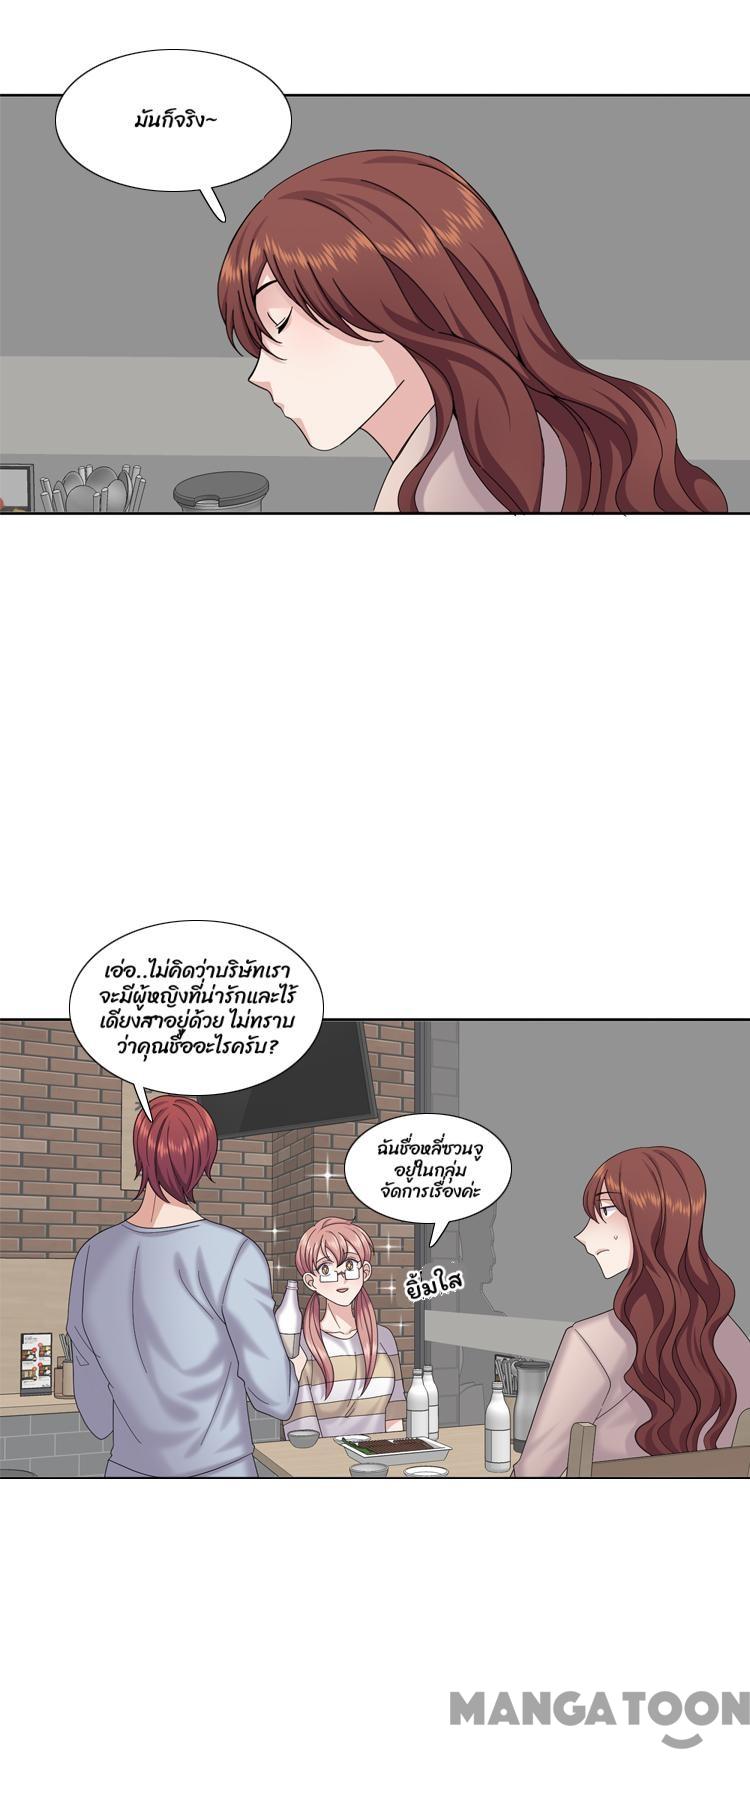 มันก็จริง~
เอ่อ..ไม่คิดว่าบริษัทเรา
จะมีผู้หญิงที่น่ารักและไร้
เดียงสาอยู่ด้วย ไม่ทราบ
ว่าคุณชื่ออะไรครับ?
ฉันชื่อหลี่ซวนจู
อยู่ในกลุ่ม
จัดการเรื่องค่ะ
ยิ้มใส
MANGATOON